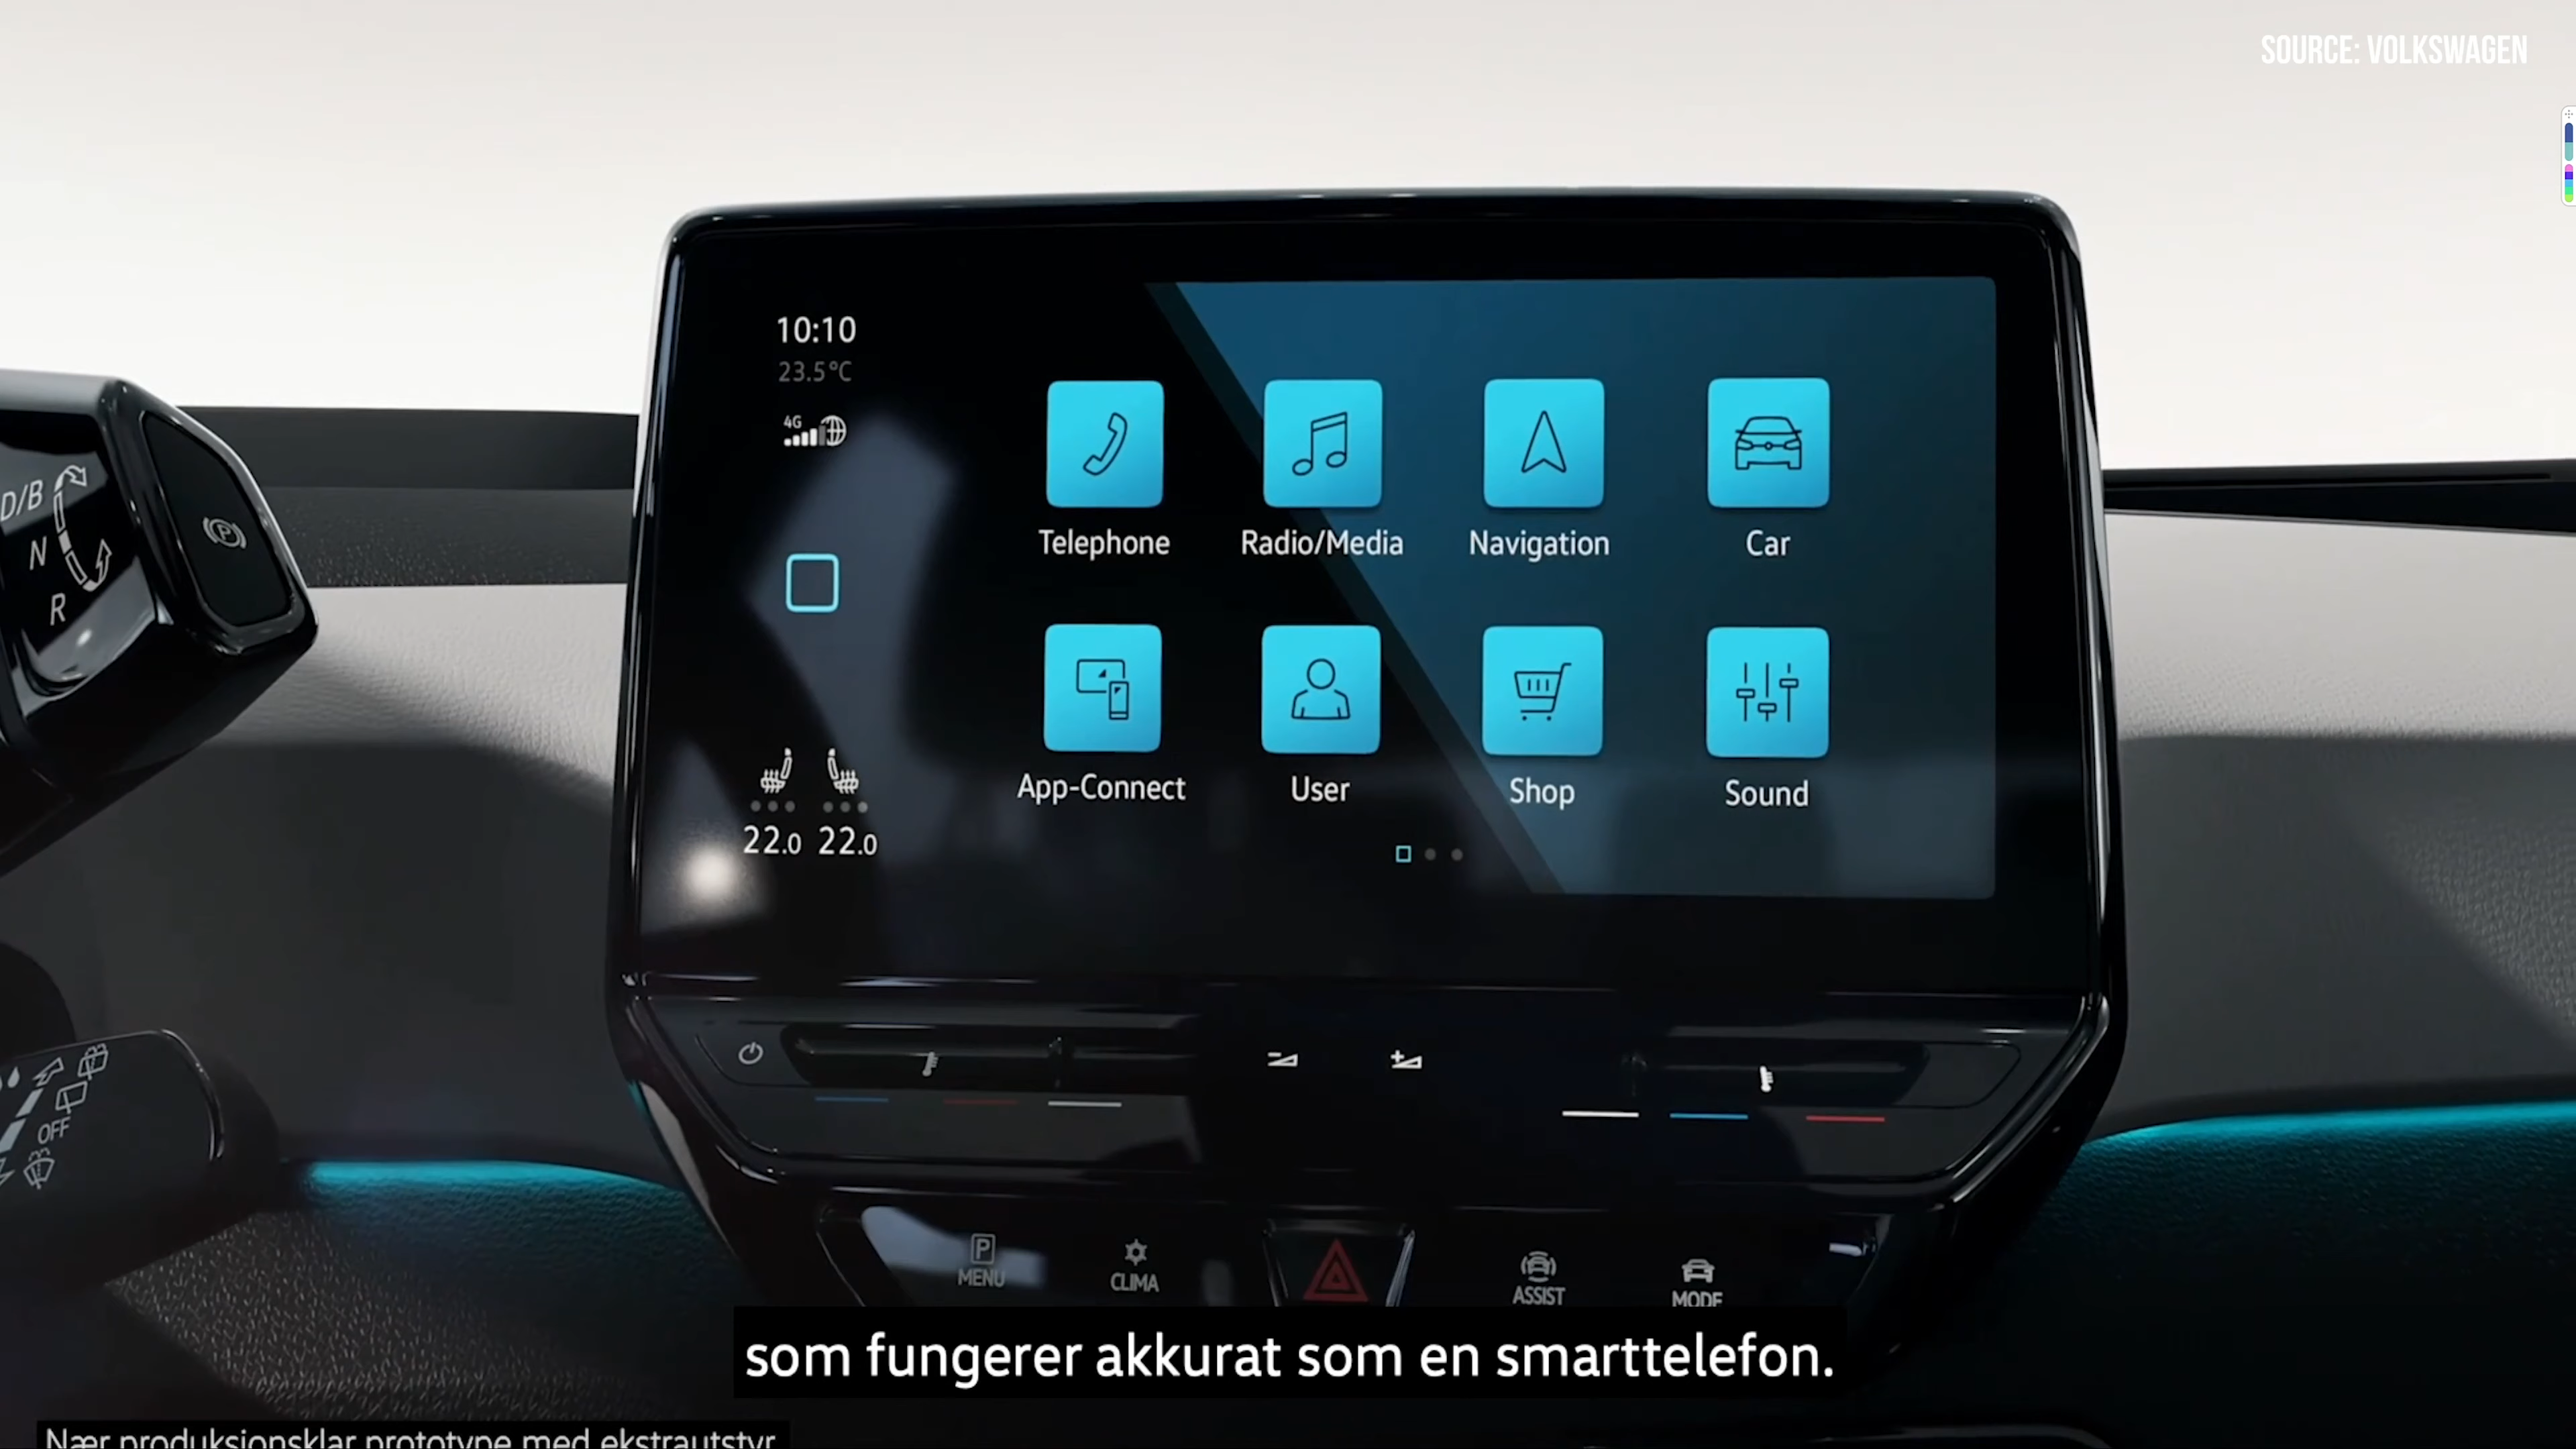 SOURCE: VOLKSWAGEN
10:10
23.5°C
4G
D/B
N
R
P
Telephone
Radio/Media
Navigation
Car
App-Connect
User
Shop
Sound
22.0 22.0
OFF
P
MENU
CLIMA
ASSIST
MODE
som fungerer akkurat som en smarttelefon.
Nær produksjonsklar prototype med ekstrautstyr